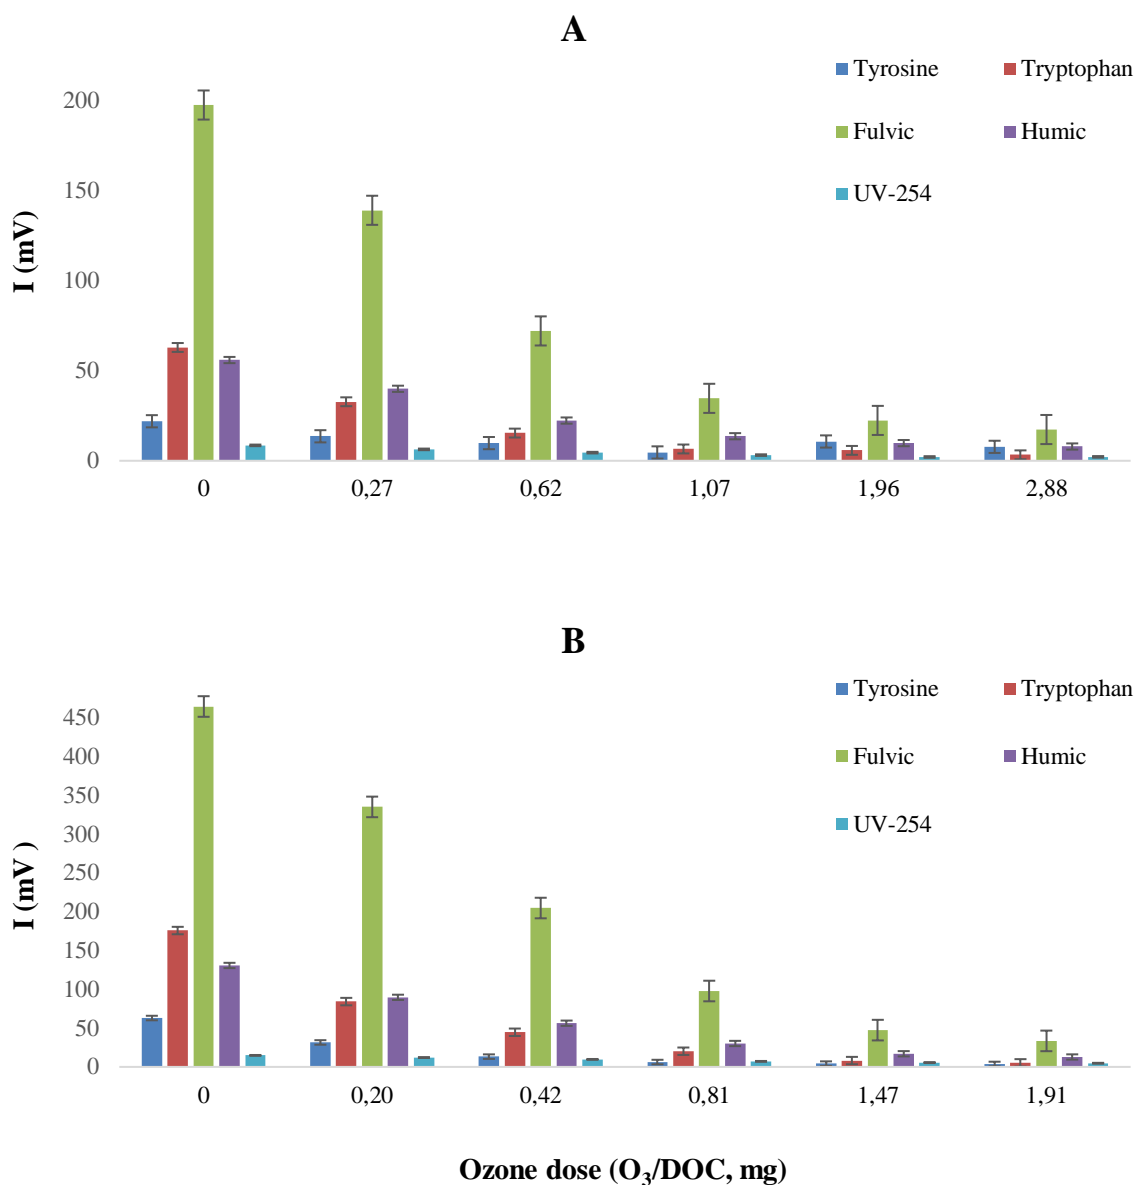 A
Tyrosine
Tryptophan
Fulvic
Humic
UV-254
I (mV)
200
150
100
50
0
0 0,27 0,62 1,07 1,96 2,88
B
Tyrosine
Tryptophan
Fulvic
Humic
UV-254
I (mV )
450
400
350
300
250
200
150
100
50
0
0 0,20 0,42 0,81 1,47 1,91
Ozone dose (O₃/DOC, mg)